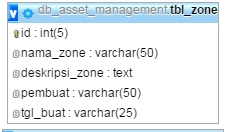 v db_asset_management.tbl_zone
id : int(5)
nama_zone : varchar(50)
deskripsi_zone : text
pembuat : varchar(50)
tgl_buat : varchar(25)